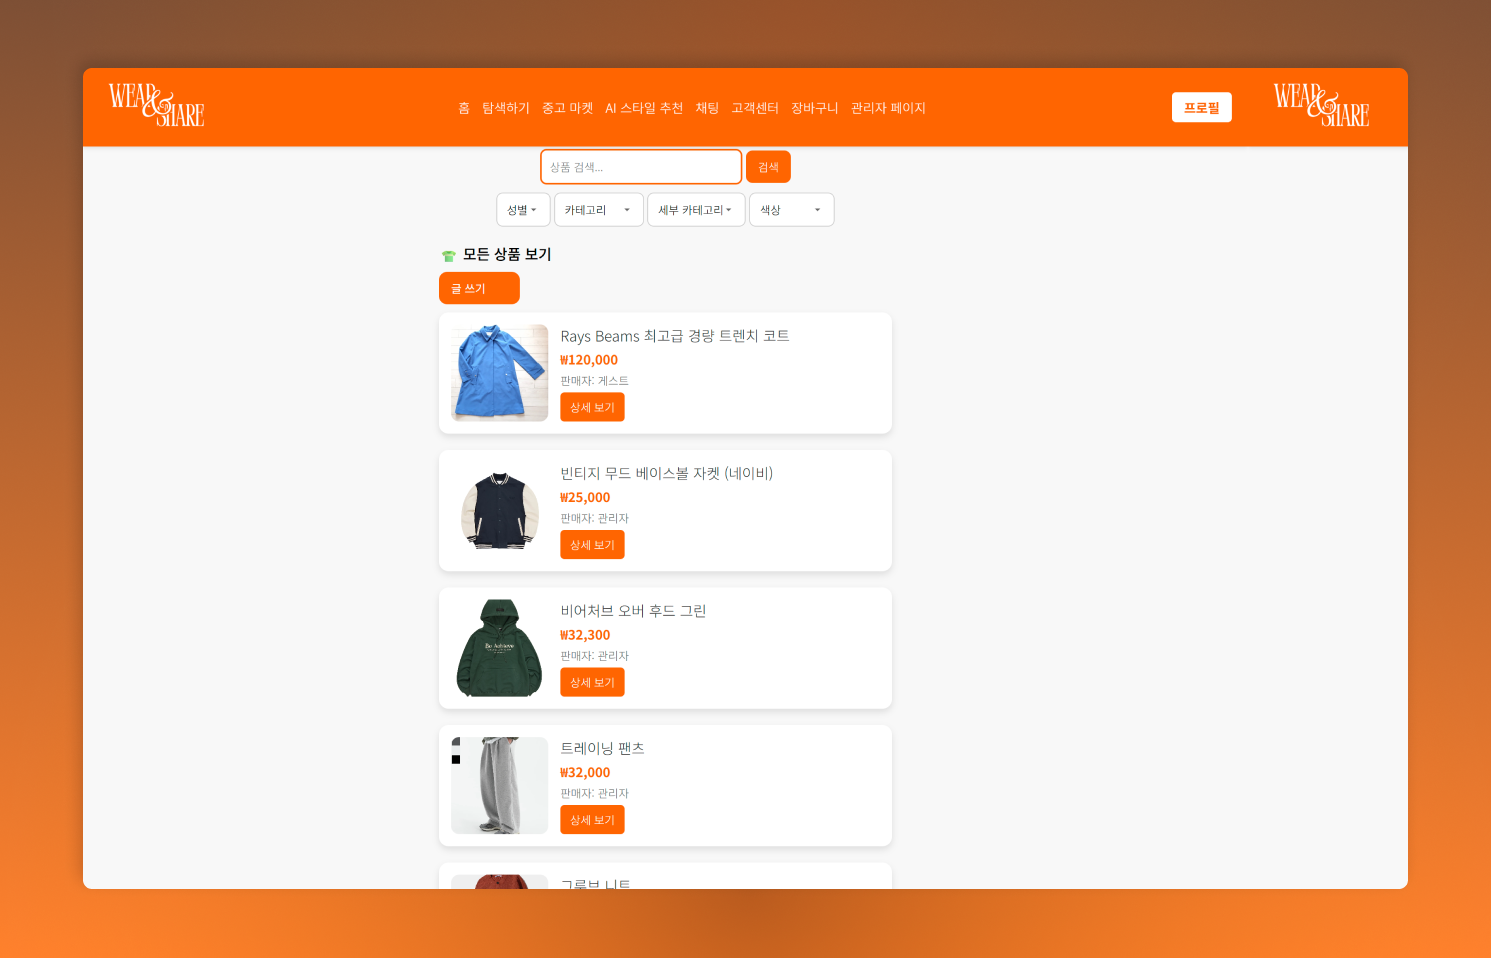 WEAR & SHARE
홈 탐색하기 중고 마켓 AI 스타일 추천 채팅 고객센터 장바구니 관리자 페이지
프로필
WEAR & SHARE
상품 검색...
검색
성별 카테고리 세부 카테고리 색상
모든 상품 보기
글 쓰기
Rays Beams 최고급 경량 트렌치 코트
₩120,000
판매자: 게스트
상세 보기
빈티지 무드 베이스볼 자켓 (네이비)
₩25,000
판매자: 관리자
상세 보기
비어처브 오버 후드 그린
₩32,300
판매자: 관리자
상세 보기
Be Achieve
트레이닝 팬츠
₩32,000
판매자: 관리자
상세 보기
그루브 니트